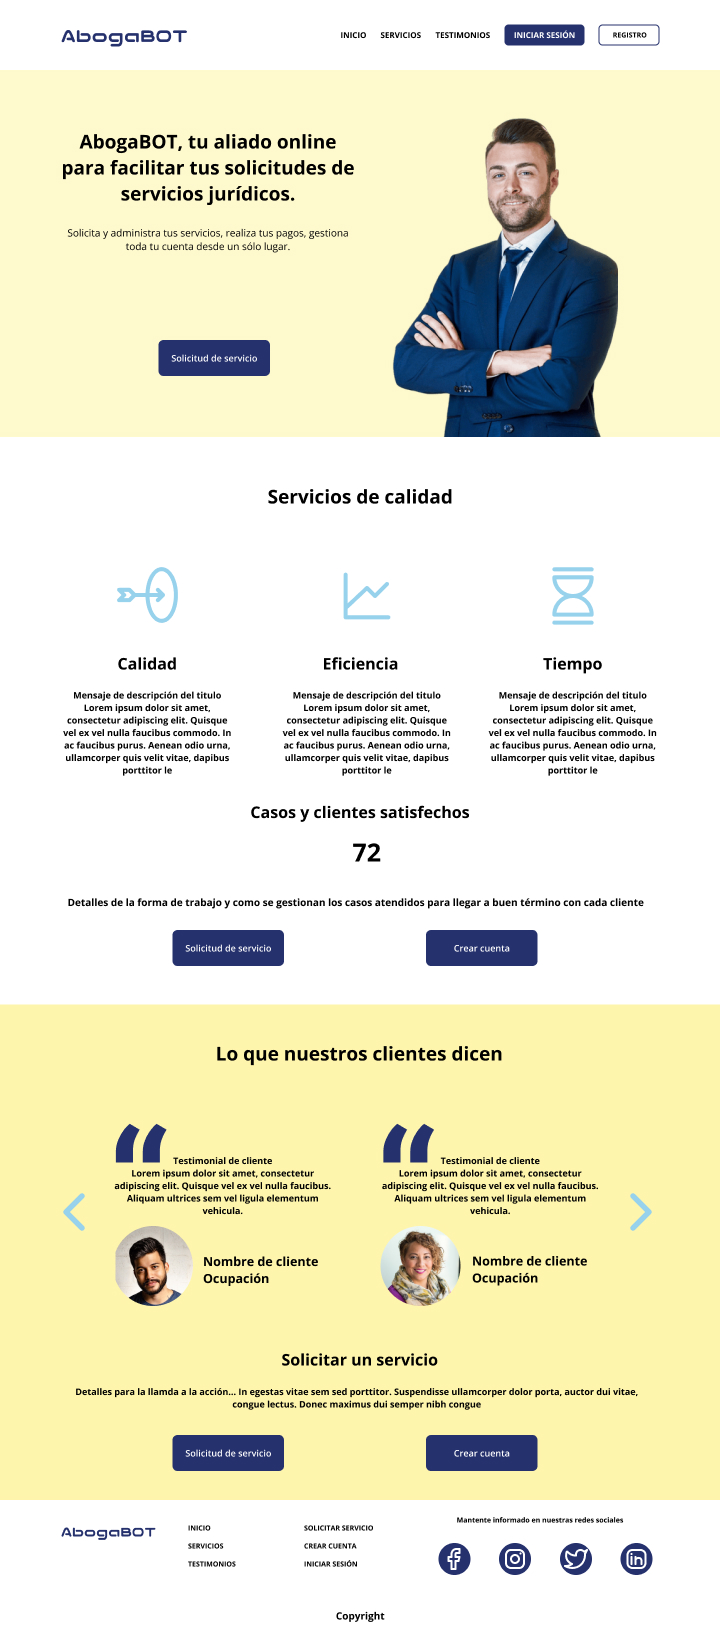 AbogaBOT
INICIO
SERVICIOS
TESTIMONIOS
INICIAR SESIÓN
REGISTRO
AbogaBOT, tu aliado online
para facilitar tus solicitudes de
servicios jurídicos.
Solicita y administra tus servicios, realiza tus pagos, gestiona
toda tu cuenta desde un sólo lugar.
Solicitud de servicio
Servicios de calidad
Calidad
Mensaje de descripción del titulo
Lorem ipsum dolor sit amet,
consectetur adipiscing elit. Quisque
vel ex vel nulla faucibus commodo. In
ac faucibus purus. Aenean odio urna,
ullamcorper quis velit vitae, dapibus
porttitor le
Eficiencia
Mensaje de descripción del titulo
Lorem ipsum dolor sit amet,
consectetur adipiscing elit. Quisque
vel ex vel nulla faucibus commodo. In
ac faucibus purus. Aenean odio urna,
ullamcorper quis velit vitae, dapibus
porttitor le
Tiempo
Mensaje de descripción del titulo
Lorem ipsum dolor sit amet,
consectetur adipiscing elit. Quisque
vel ex vel nulla faucibus commodo. In
ac faucibus purus. Aenean odio urna,
ullamcorper quis velit vitae, dapibus
porttitor le
Casos y clientes satisfechos
72
Detalles de la forma de trabajo y como se gestionan los casos atendidos para llegar a buen término con cada cliente
Solicitud de servicio
Crear cuenta
Lo que nuestros clientes dicen
“
Testimonial de cliente
Lorem ipsum dolor sit amet, consectetur
adipiscing elit. Quisque vel ex vel nulla faucibus.
Aliquam ultrices sem vel ligula elementum
vehicula.
Nombre de cliente
Ocupación
“
Testimonial de cliente
Lorem ipsum dolor sit amet, consectetur
adipiscing elit. Quisque vel ex vel nulla faucibus.
Aliquam ultrices sem vel ligula elementum
vehicula.
Nombre de cliente
Ocupación
Solicitar un servicio
Detalles para la llamda a la acción... In egestas vitae sem sed porttitor. Suspendisse ullamcorper dolor porta, auctor dui vitae,
congue lectus. Donec maximus dui semper nibh congue
Solicitud de servicio
Crear cuenta
AbogaBOT
INICIO
SERVICIOS
TESTIMONIOS
SOLICITAR SERVICIO
CREAR CUENTA
INICIAR SESIÓN
Mantente informado en nuestras redes sociales
Copyright